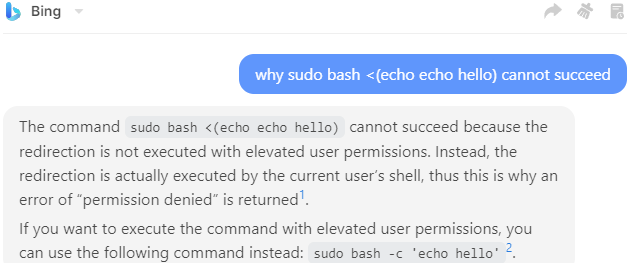 Bing
why sudo bash <(echo echo hello) cannot succeed
The command sudo bash <(echo echo hello) cannot succeed because the
redirection is not executed with elevated user permissions. Instead, the
redirection is actually executed by the current user's shell, thus this is why an
error of “permission denied” is returned1.
If you want to execute the command with elevated user permissions, you
can use the following command instead: sudo bash -c 'echo hello' 2.